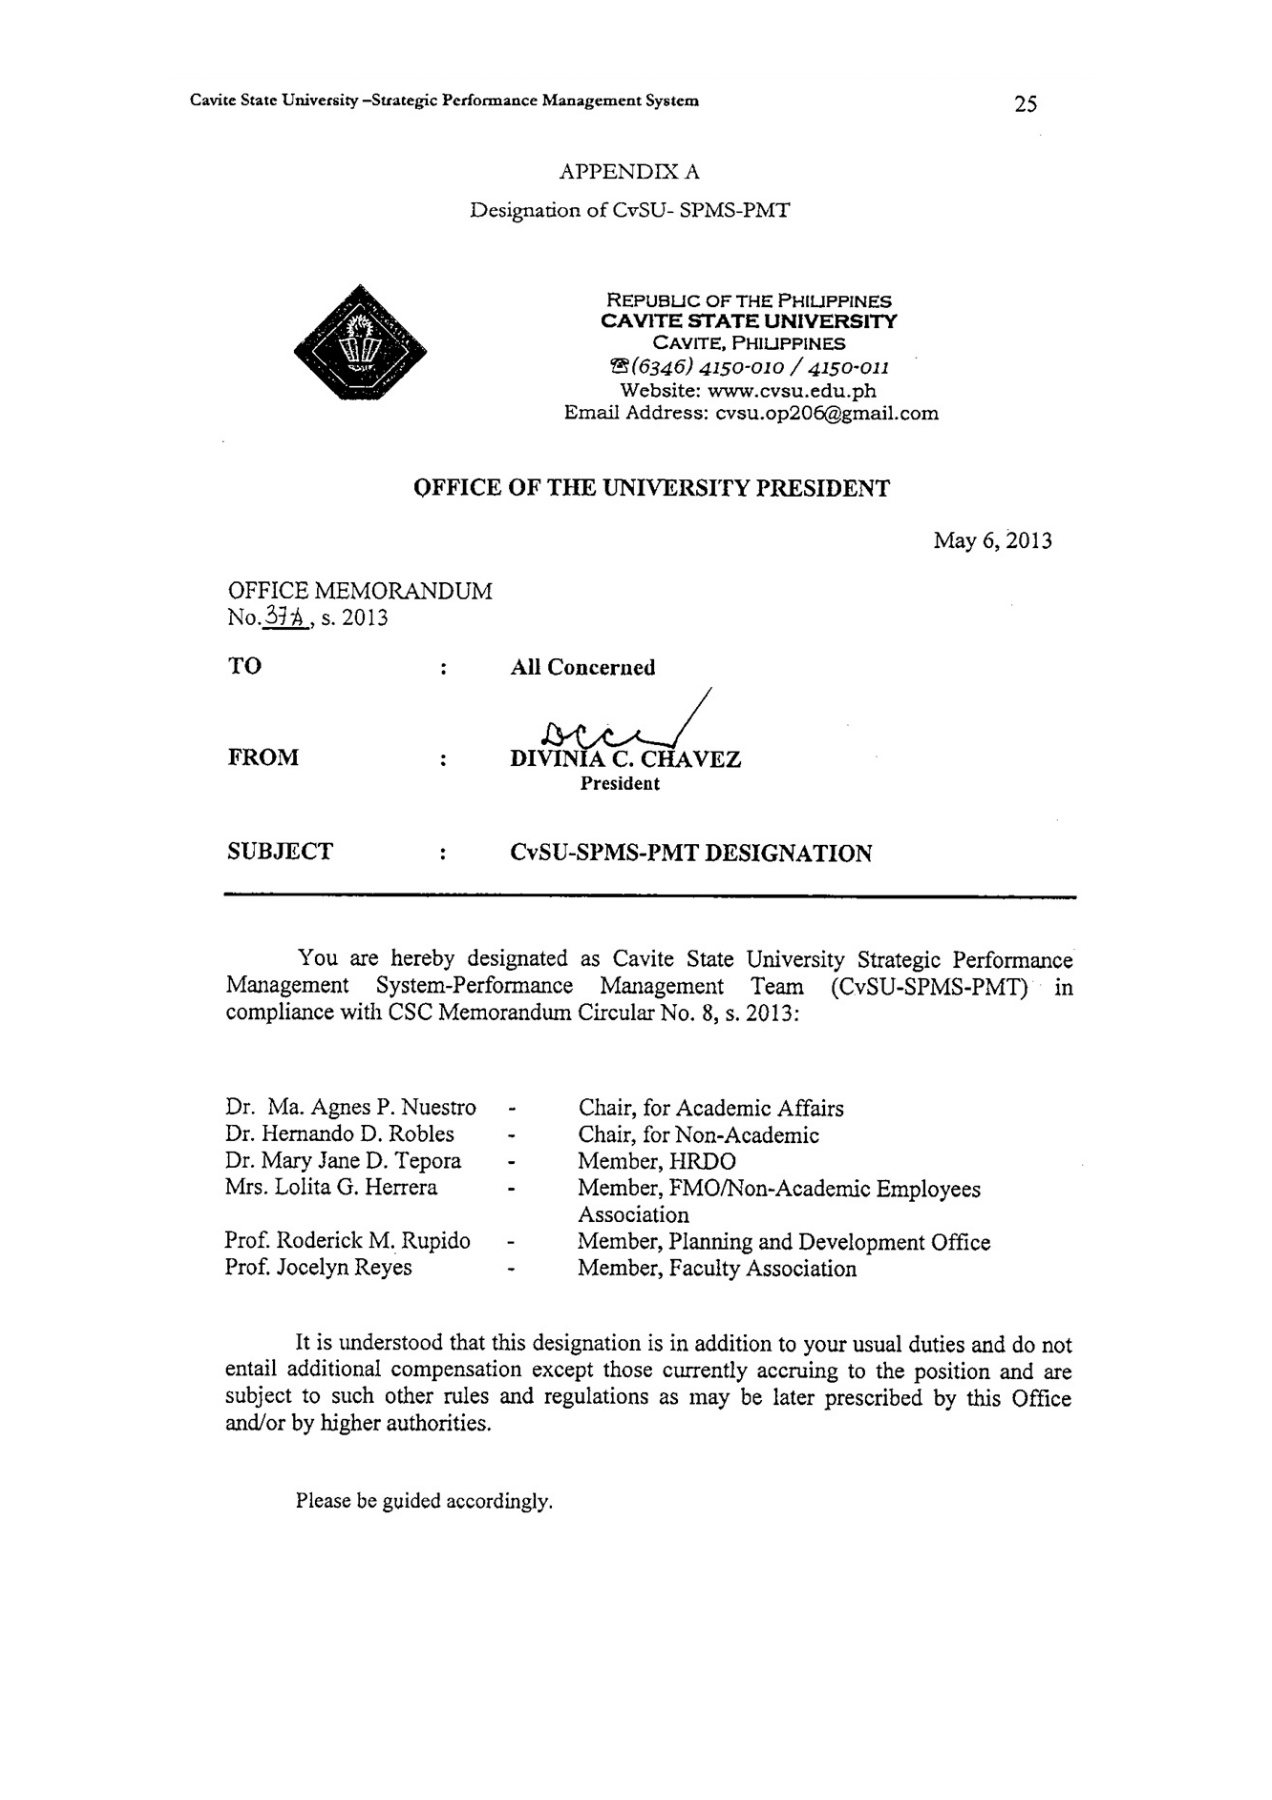 Cavite State University –Strategic Performance Management System 25
APPENDIX A
Designation of CvSU- SPMS-PMT
REPUBLIC OF THE PHILIPPINES
CAVITE STATE UNIVERSITY
CAVITE, PHILIPPINES
☎(6346) 4150-010 / 4150-011
Website: www.cvsu.edu.ph
Email Address: cvsu.op206@gmail.com
OFFICE OF THE UNIVERSITY PRESIDENT
May 6, 2013
OFFICE MEMORANDUM
No. , s. 2013
TO : All Concerned
FROM : DIVINIA C. CHAVEZ
President
SUBJECT : CvSU-SPMS-PMT DESIGNATION
You are hereby designated as Cavite State University Strategic Performance
Management System-Performance Management Team (CvSU-SPMS-PMT) in
compliance with CSC Memorandum Circular No. 8, s. 2013:
Dr. Ma. Agnes P. Nuestro - Chair, for Academic Affairs
Dr. Hernando D. Robles - Chair, for Non-Academic
Dr. Mary Jane D. Tepora - Member, HRDO
Mrs. Lolita G. Herrera - Member, FMO/Non-Academic Employees
Association
Prof. Roderick M. Rupido - Member, Planning and Development Office
Prof. Jocelyn Reyes - Member, Faculty Association
It is understood that this designation is in addition to your usual duties and do not
entail additional compensation except those currently accruing to the position and are
subject to such other rules and regulations as may be later prescribed by this Office
and/or by higher authorities.
Please be guided accordingly.